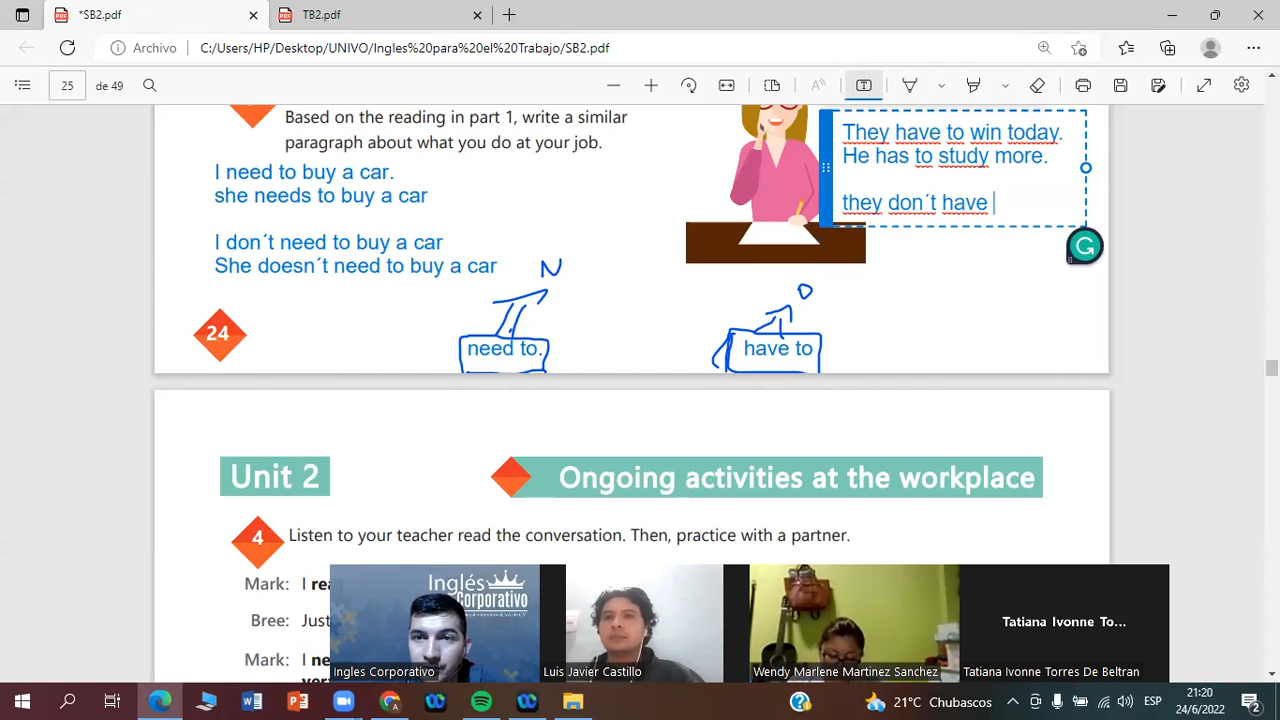 *SB2.pdf
TB2.pdf
Archivo
C:/Users/HP/Desktop/UNIVO/Ingles%20para%20el%20Trabajo/SB2.pdf
25
de 49
Based on the reading in part 1, write a similar
paragraph about what you do at your job.
I need to buy a car.
she needs to buy a car
I don´t need to buy a car
She doesn´t need to buy a car
They have to win today.
He has to study more.
they don´t have
N
O
24
need to.
have to
Unit 2
Ongoing activities at the workplace
4
Listen to your teacher read the conversation. Then, practice with a partner.
Mark: I rea
Bree: Just
Mark: I ne
Inglés
Corporativo
Ingles Corporativo
Luis Javier Castillo
Wendy Marlene Martinez Sanchez
Tatiana Ivonne To...
Tatiana Ivonne Torres De Beltran
21°C Chubascos
ESP
21:20
24/6/2022
2